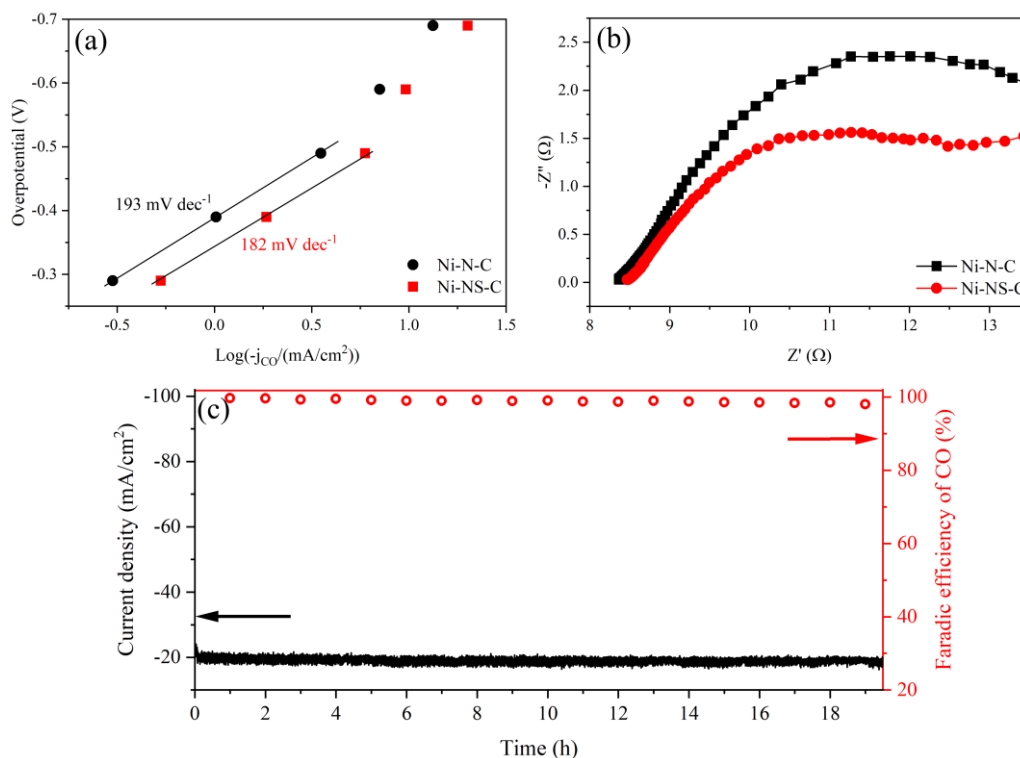 (a)
-0.7
-0.6
-0.5
-0.4
-0.3
Overpotential (V)
193 mV dec⁻¹
182 mV dec⁻¹
Ni-N-C
Ni-NS-C
-0.5 0.0 0.5 1.0 1.5
Log(-jCO/(mA/cm²))
(b)
2.5
2.0
1.5
1.0
0.5
0.0
-Z" (Ω)
Ni-N-C
Ni-NS-C
8 9 10 11 12 13
Z' (Ω)
(c)
-100
-80
-60
-40
-20
Current density (mA/cm²)
100
80
60
40
20
Faradic efficiency of CO (%)
0 2 4 6 8 10 12 14 16 18
Time (h)